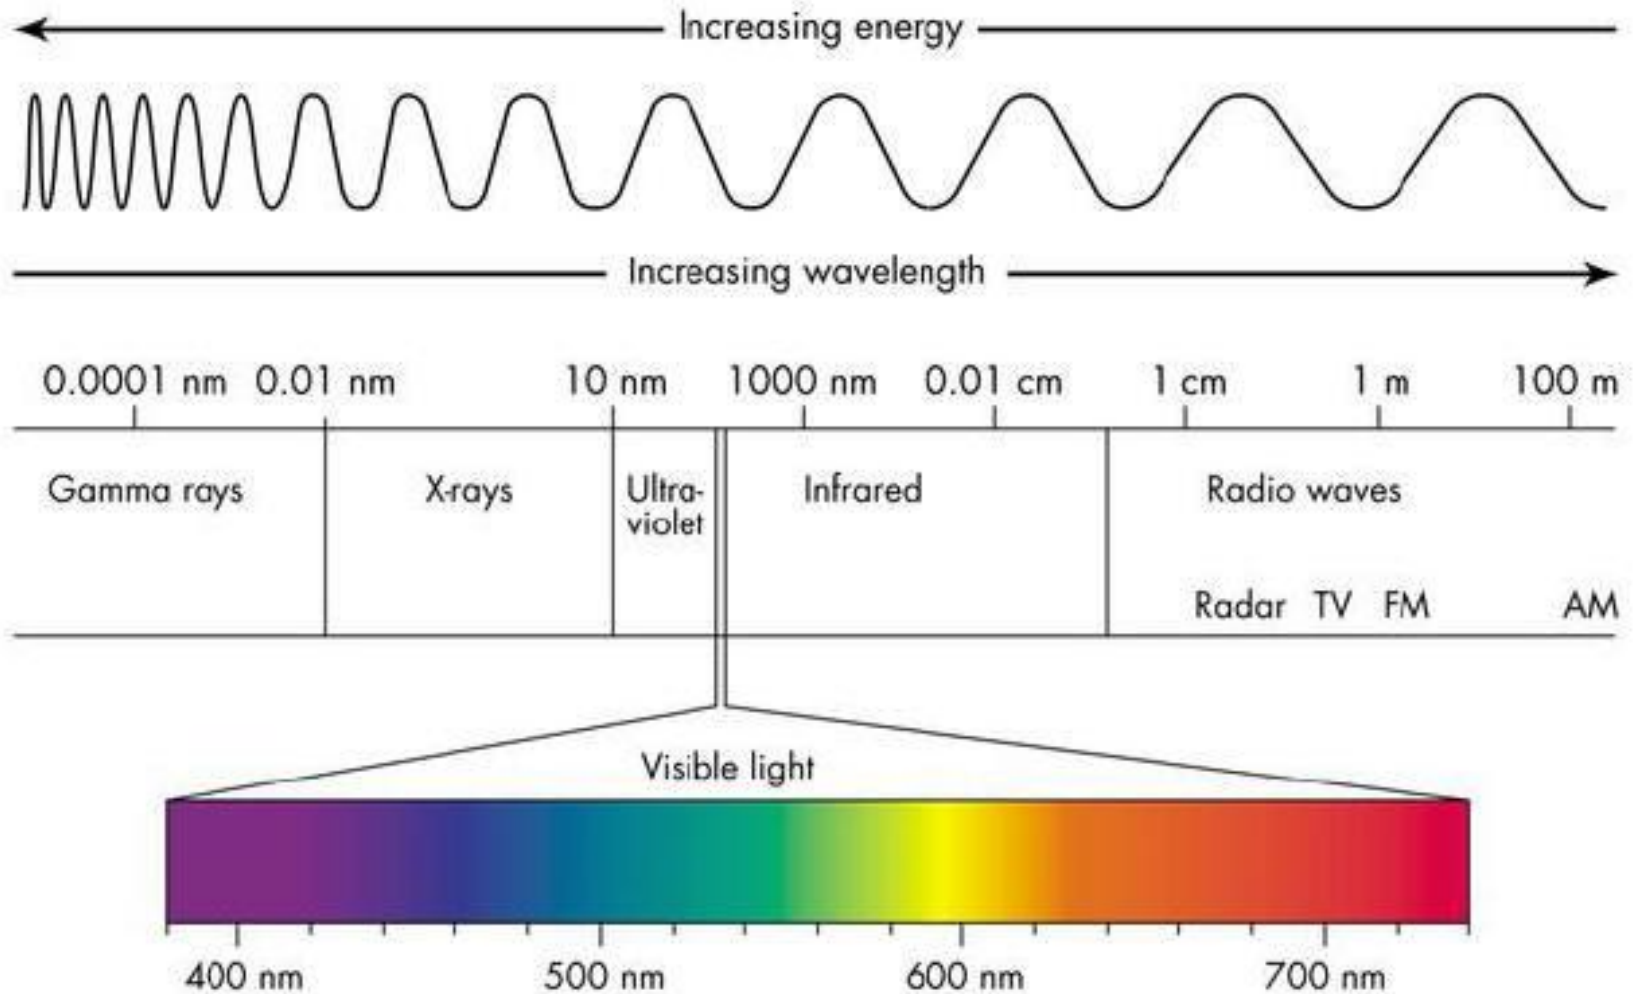 Increasing energy
Increasing wavelength
0.0001 nm 0.01 nm 10 nm 1000 nm 0.01 cm 1 cm 1 m 100 m
Gamma rays X-rays Ultra- Infrared Radio waves
violet
Radar TV FM AM
Visible light
400 nm 500 nm 600 nm 700 nm